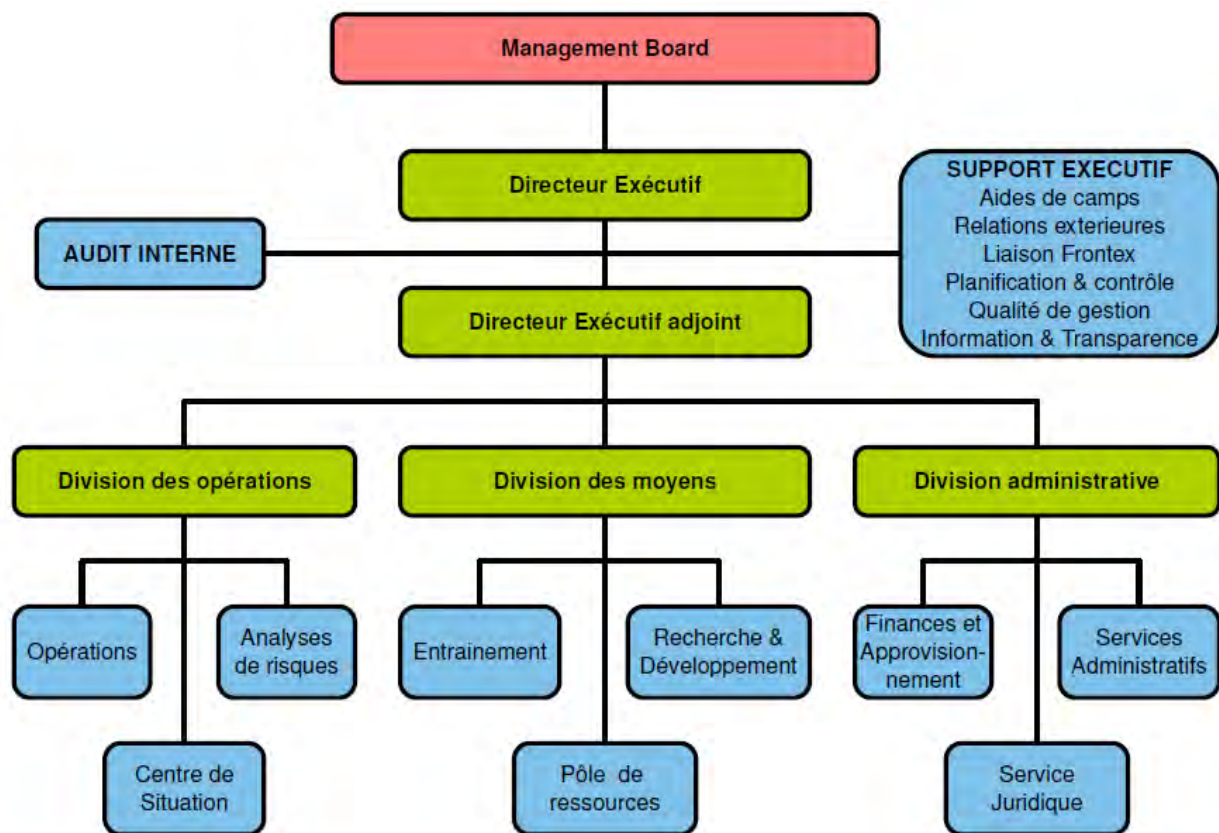 Management Board
Directeur Exécutif
SUPPORT EXECUTIF
Aides de camps
Relations exterieures
Liaison Frontex
Planification & contrôle
Qualité de gestion
Information & Transparence
AUDIT INTERNE
Directeur Exécutif adjoint
Division des opérations
Division des moyens
Division administrative
Opérations
Analyses
de risques
Entrainement
Recherche &
Développement
Finances et
Approvision-
nement
Services
Administratifs
Centre de
Situation
Pôle de
ressources
Service
Juridique